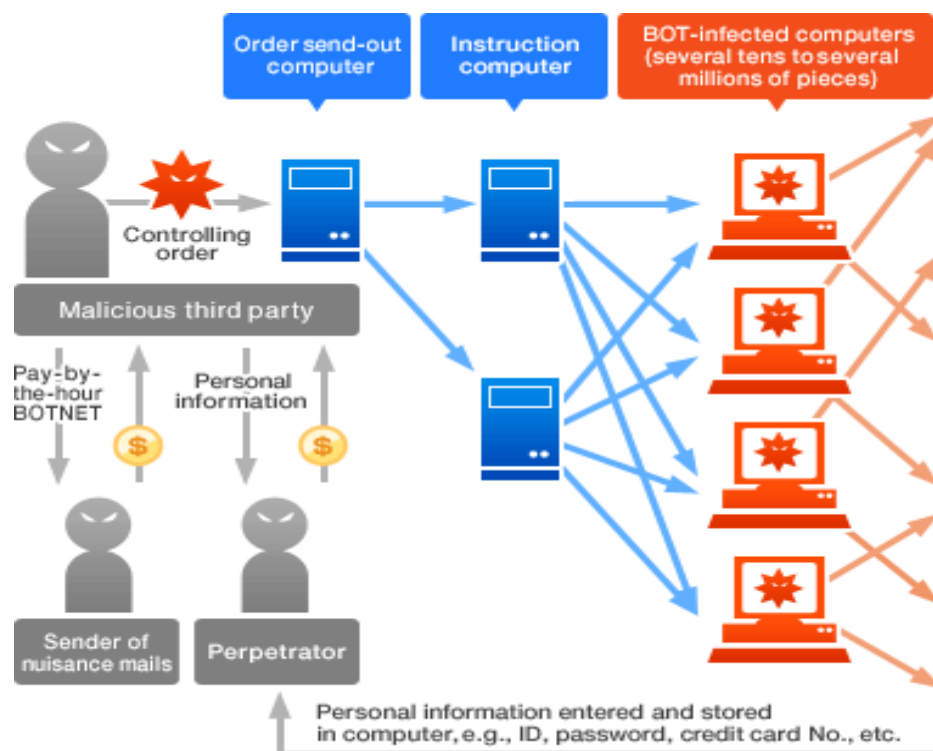 Order send-out
computer
Instruction
computer
BOT-infected computers
(several tens to several
millions of pieces)
Controlling
order
Malicious third party
Pay-by-
the-hour
BOTNET
Personal
information
$
$
Sender of
nuisance mails
Perpetrator
Personal information entered and stored
in computer, e.g., ID, password, credit card No., etc.